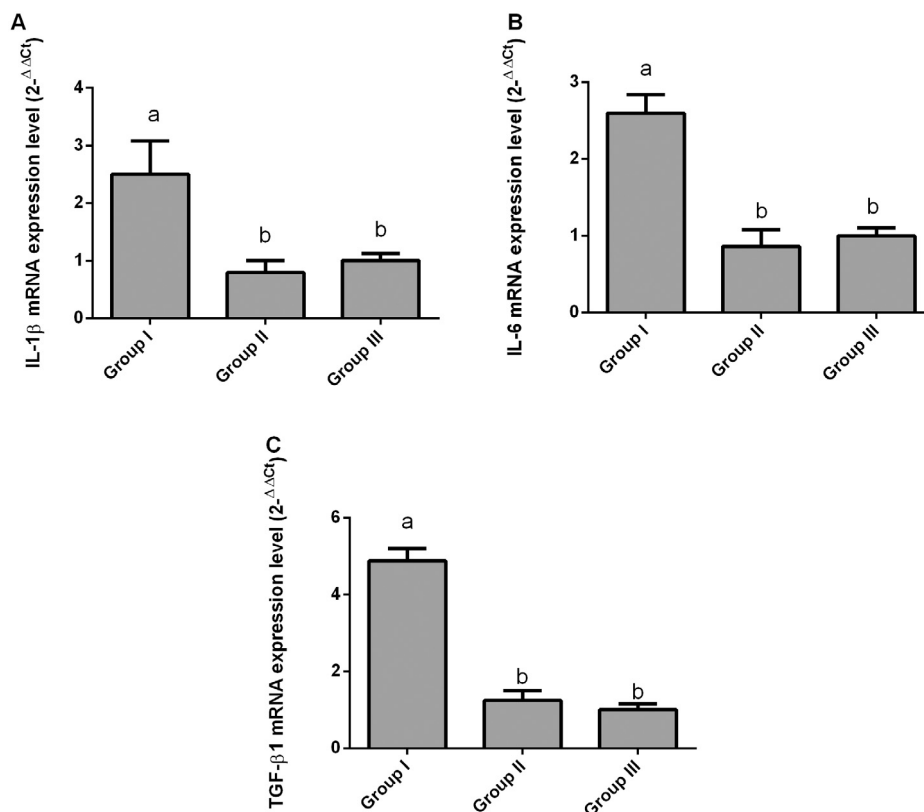 A
IL-1β mRNA expression level (2-ΔΔCt)
4
3
2
1
0
a
b
b
Group I
Group II
Group III
B
IL-6 mRNA expression level (2-ΔΔCt)
3
2
1
0
a
b
b
Group I
Group II
Group III
C
TGF-β1 mRNA expression level (2-ΔΔCt)
6
4
2
0
a
b
b
Group I
Group II
Group III